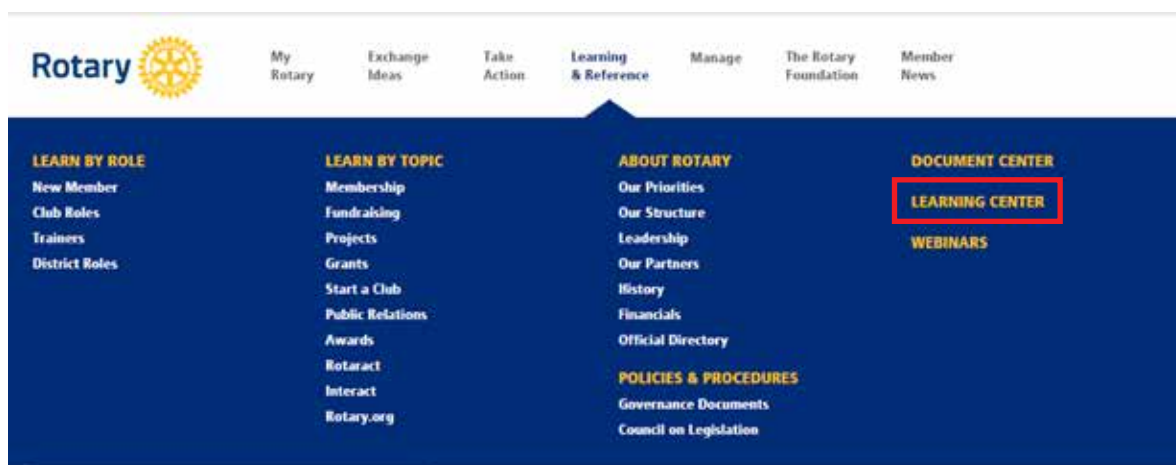 Rotary
My
Rotary
Exchange
Ideas
Take
Action
Learning
& Reference
Manage
The Rotary
Foundation
Member
News
LEARN BY ROLE
New Member
Club Roles
Trainers
District Roles
LEARN BY TOPIC
Membership
Fundraising
Projects
Grants
Start a Club
Public Relations
Awards
Rotaract
Interact
Rotary.org
ABOUT ROTARY
Our Priorities
Our Structure
Leadership
Our Partners
History
Financials
Official Directory
POLICIES & PROCEDURES
Governance Documents
Council on Legislation
DOCUMENT CENTER
LEARNING CENTER
WEBINARS